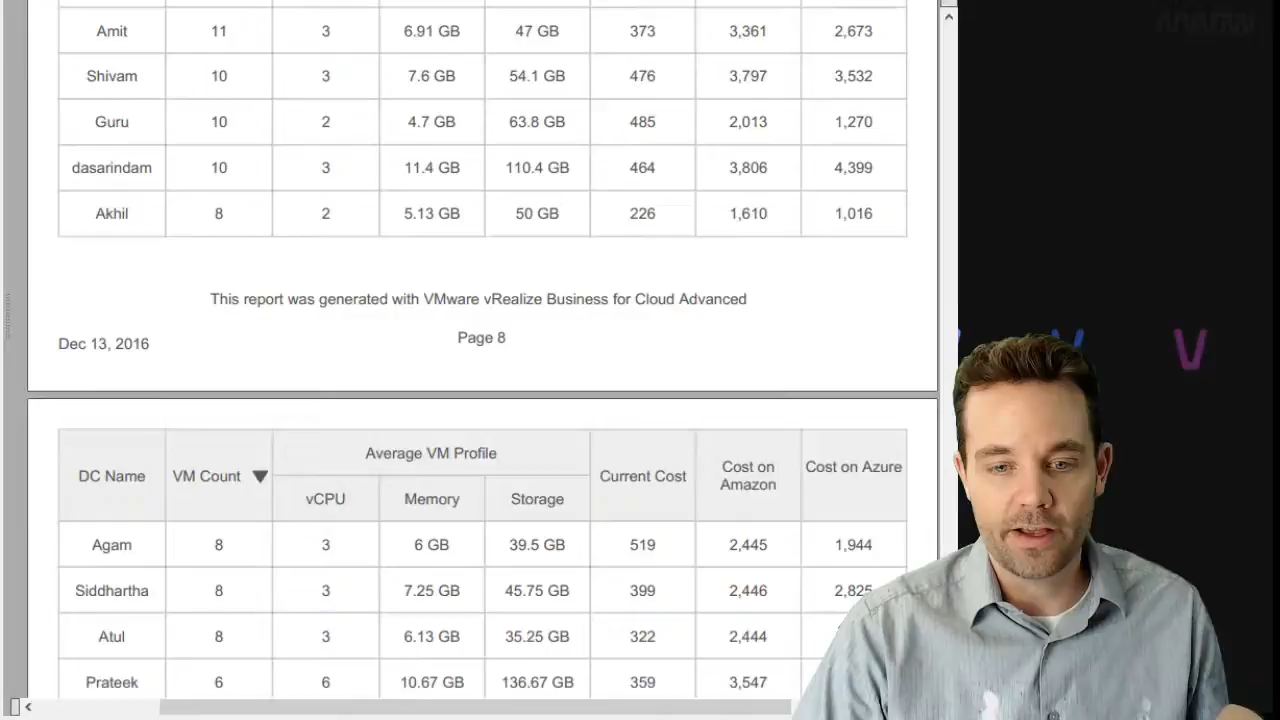 Amit 11 3 6.91 GB 47 GB 373 3,361 2,673
Shivam 10 3 7.6 GB 54.1 GB 476 3,797 3,532
Guru 10 2 4.7 GB 63.8 GB 485 2,013 1,270
dasarindam 10 3 11.4 GB 110.4 GB 464 3,806 4,399
Akhil 8 2 5.13 GB 50 GB 226 1,610 1,016
This report was generated with VMware vRealize Business for Cloud Advanced
Page 8
Dec 13, 2016
Average VM Profile
DC Name VM Count ▼ Current Cost Cost on Amazon Cost on Azure
vCPU Memory Storage
Agam 8 3 6 GB 39.5 GB 519 2,445 1,944
Siddhartha 8 3 7.25 GB 45.75 GB 399 2,446 2,825
Atul 8 3 6.13 GB 35.25 GB 322 2,444
Prateek 6 6 10.67 GB 136.67 GB 359 3,547
V